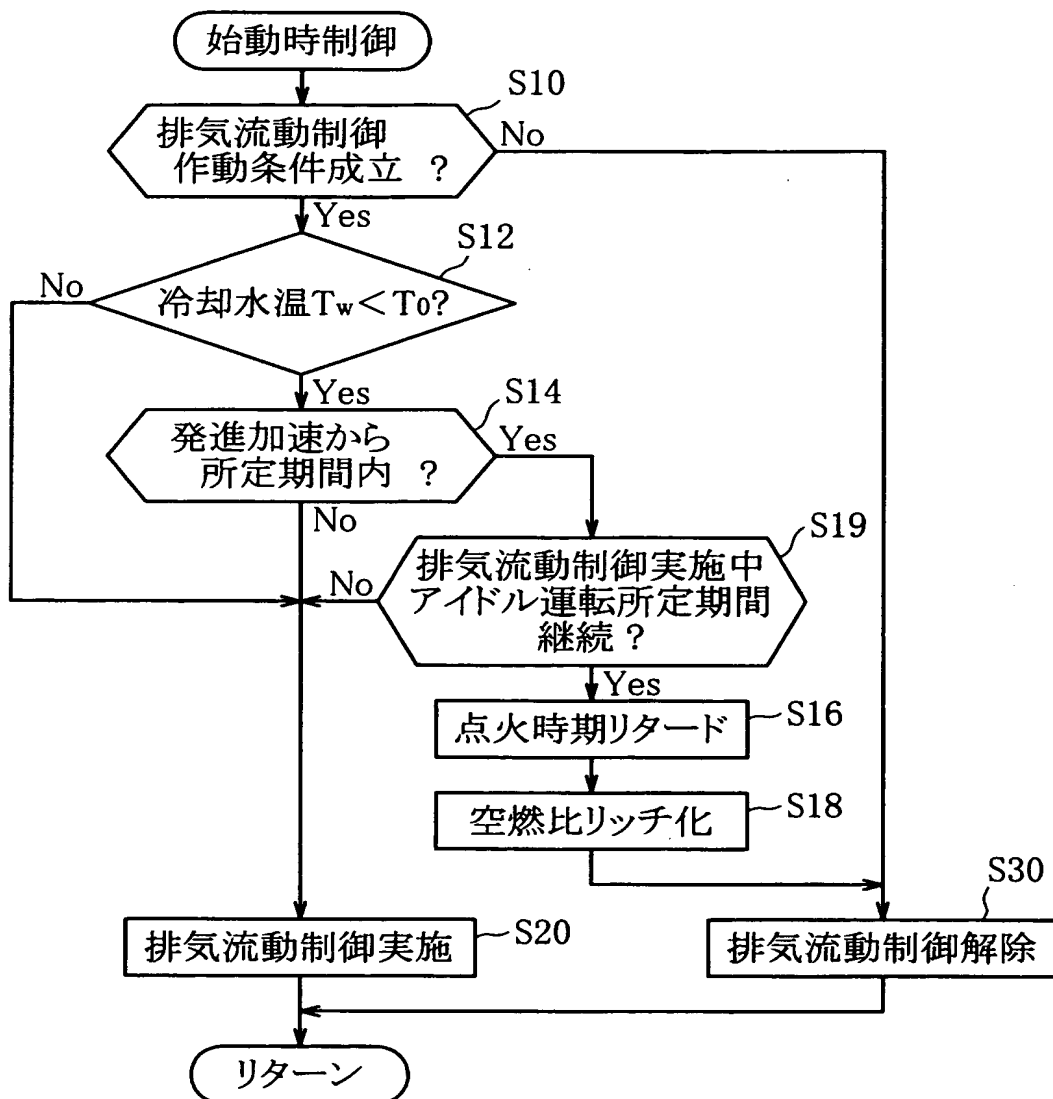 始動時制御
S10
排気流動制御
作動条件成立 ?
No
Yes
S12
No
冷却水温Tw<T0?
Yes
S14
発進加速から
所定期間内 ?
Yes
No
S19
排気流動制御実施中
アイドル運転所定期間
継続 ?
No
Yes
点火時期リタード
S16
空燃比リッチ化
S18
S30
排気流動制御実施
S20
排気流動制御解除
リターン